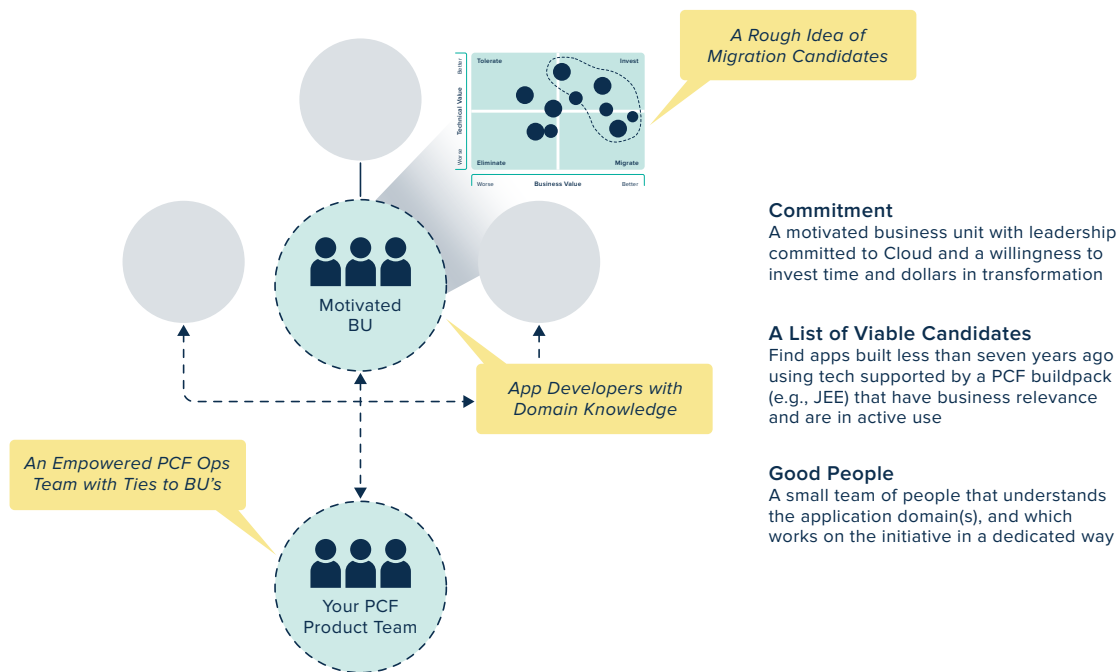 A Rough Idea of
Migration Candidates
Tolerate
Invest
Better
Technical Value
Worse
Eliminate
Migrate
Worse
Business Value
Better
Motivated
BU
App Developers with
Domain Knowledge
An Empowered PCF Ops
Team with Ties to BU's
Your PCF
Product Team
Commitment
A motivated business unit with leadership
committed to Cloud and a willingness to
invest time and dollars in transformation
A List of Viable Candidates
Find apps built less than seven years ago
using tech supported by a PCF buildpack
(e.g., JEE) that have business relevance
and are in active use
Good People
A small team of people that understands
the application domain(s), and which
works on the initiative in a dedicated way